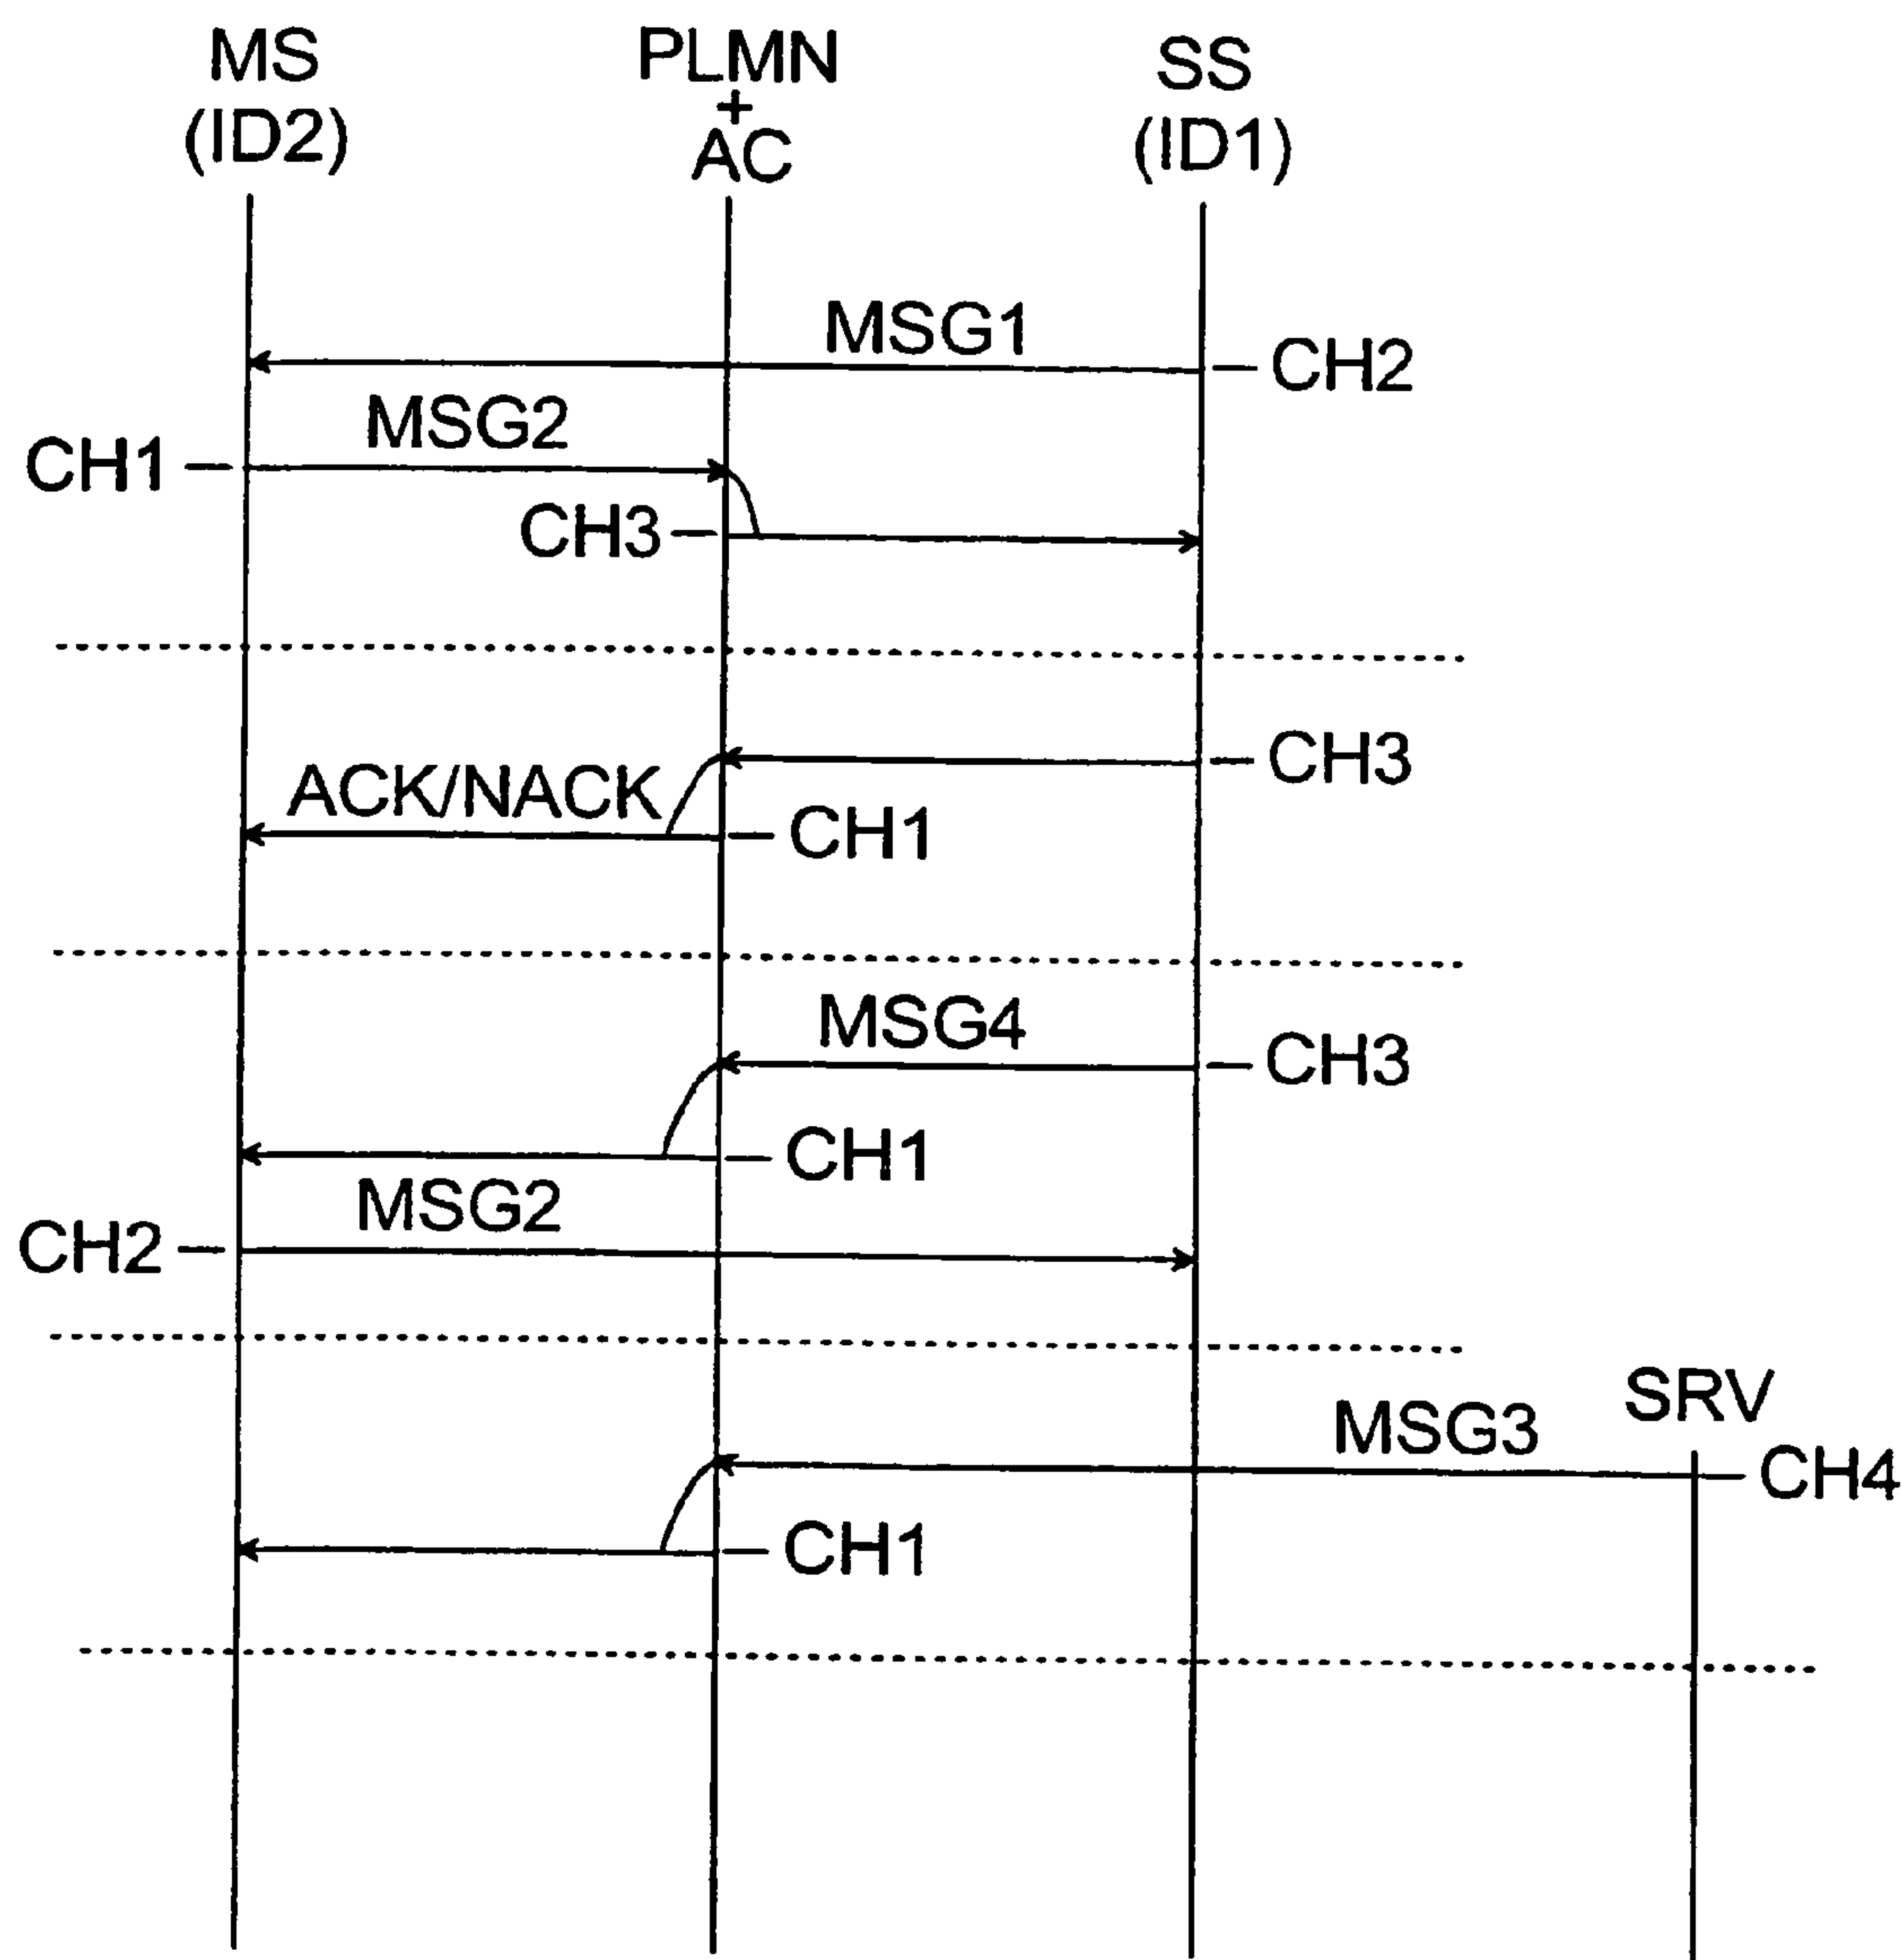 MS
(ID2)
PLMN
+
AC
SS
(ID1)
MSG1
CH2
MSG2
CH1
CH3
CH3
ACK/NACK
CH1
MSG4
CH3
CH1
MSG2
CH2
SRV
MSG3
CH4
CH1